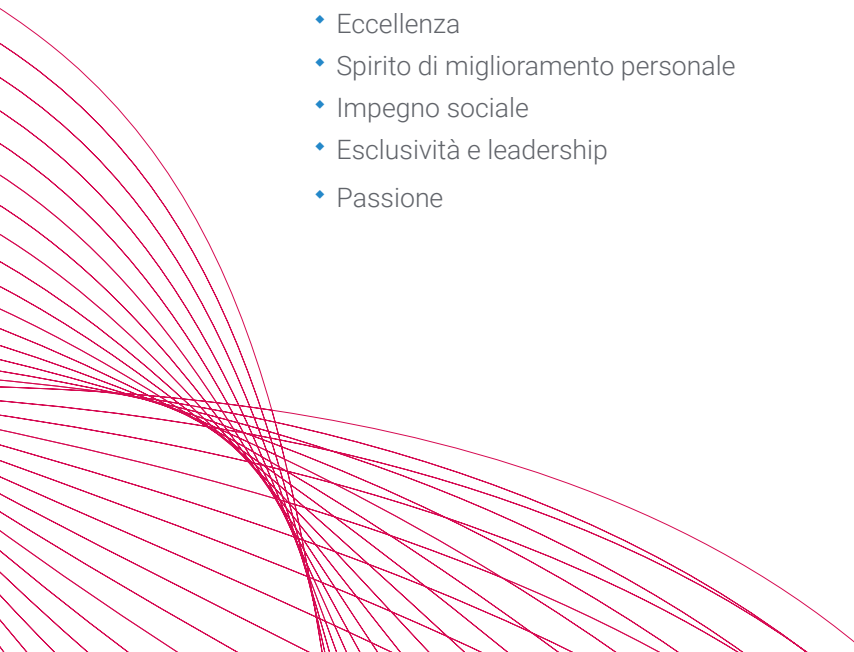 Eccellenza
Spirito di miglioramento personale
Impegno sociale
Esclusività e leadership
Passione